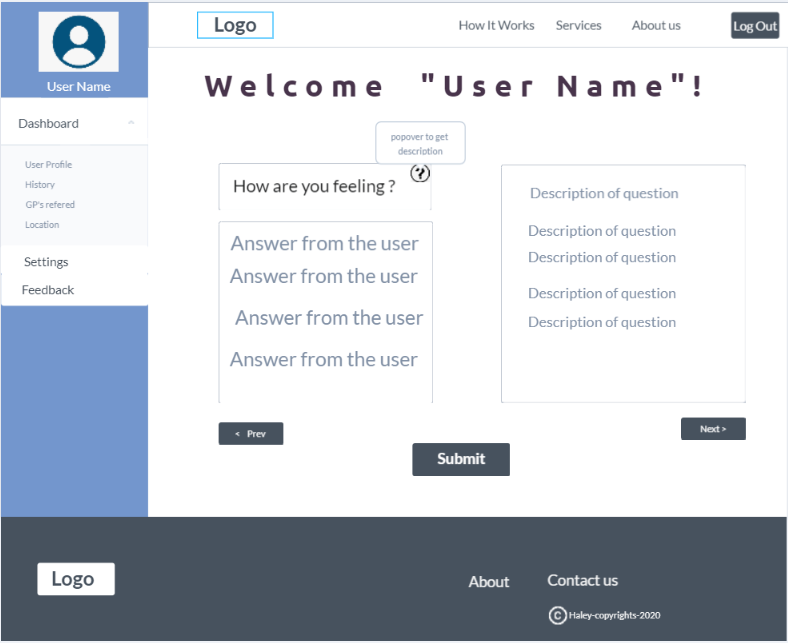 Logo
How It Works
Services
About us
Log Out
User Name
Dashboard
User Profile
History
GP's refered
Location
Settings
Feedback
Welcome "User Name"!
popover to get
description
How are you feeling ?
?
Answer from the user
Answer from the user
Answer from the user
Answer from the user
Description of question
Description of question
Description of question
Description of question
Description of question
< Prev
Next >
Submit
Logo
About
Contact us
© Haley-copyrights-2020